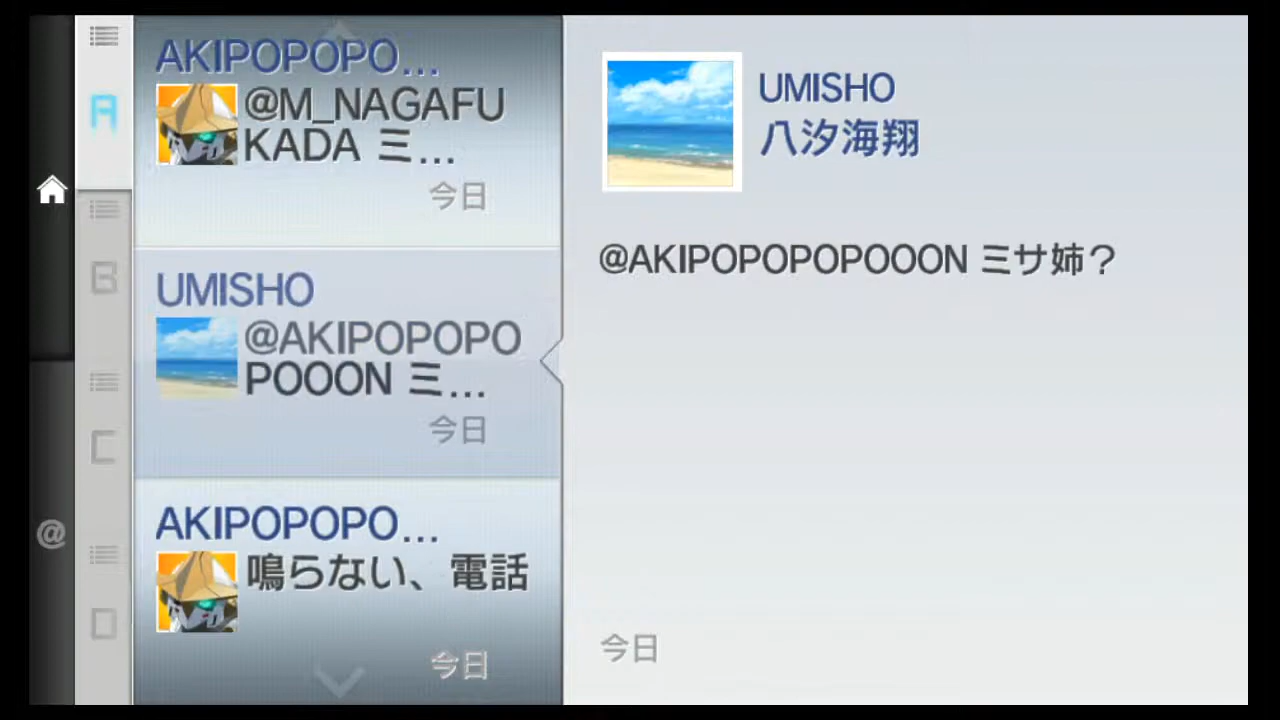 A
B
C
D
@
AKIPOPOPO...
@M_NAGAFU
KADA ミ...
今日
UMISHO
@AKIPOPOPO
POOON ミ...
今日
AKIPOPOPO...
鳴らない、電話
今日
UMISHO
八汐海翔
@AKIPOPOPOPOOON ミサ姉？
今日